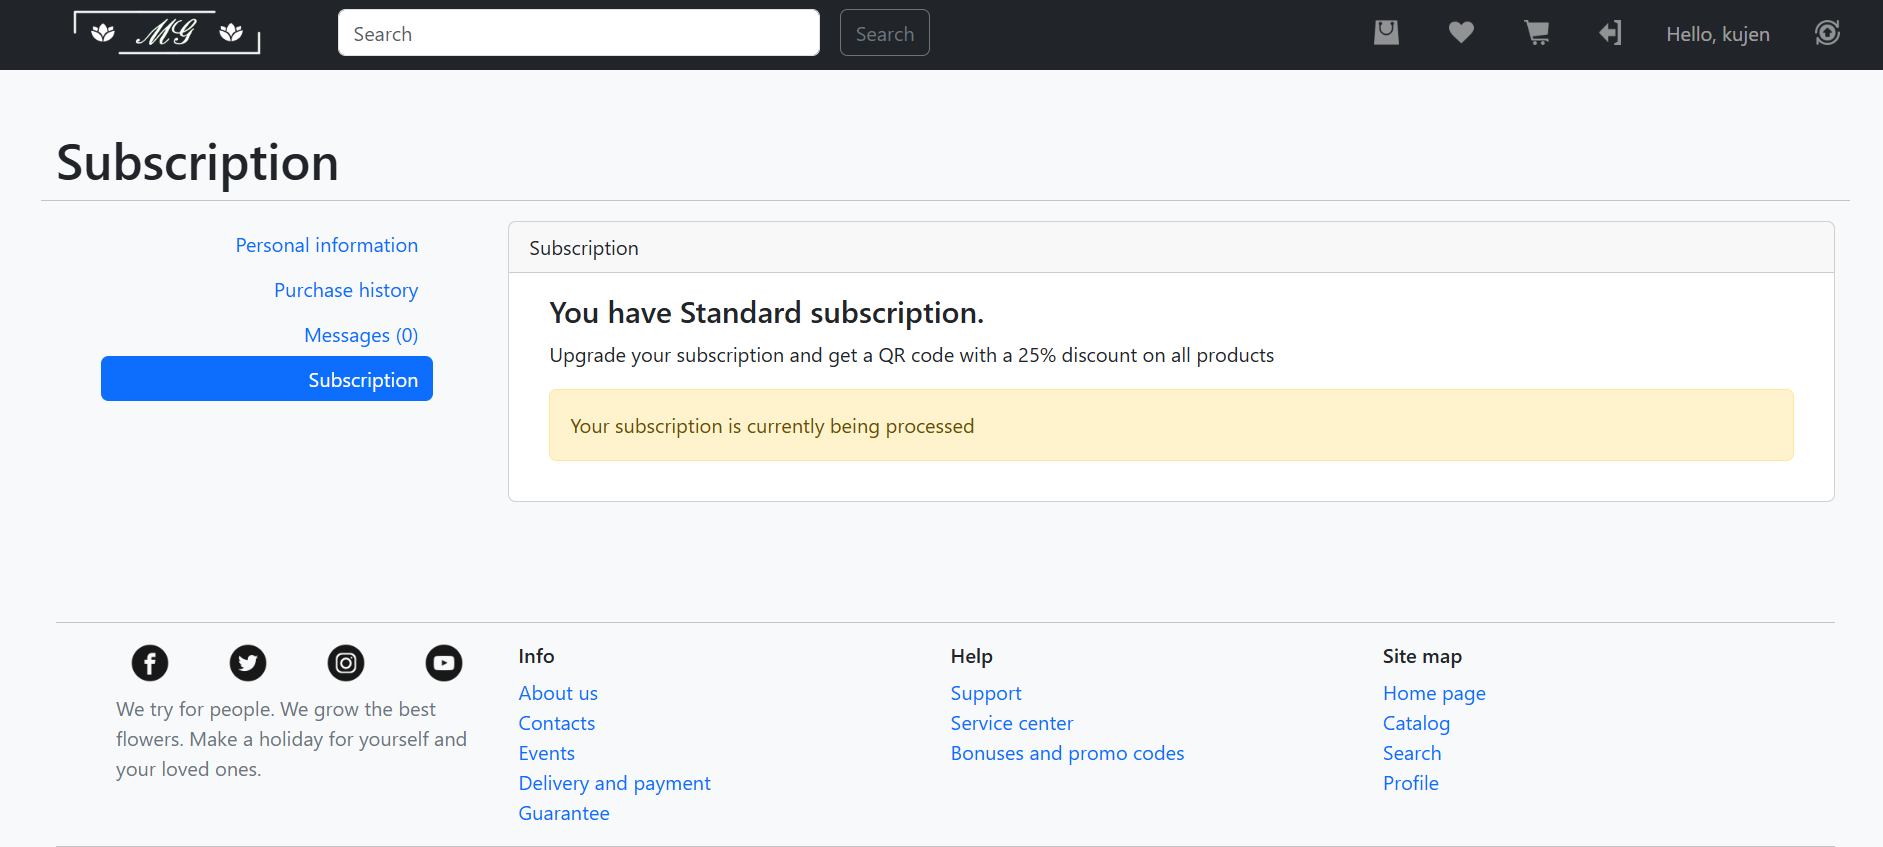 MG
Search
Search
Hello, kujen
Subscription
Personal information
Purchase history
Messages (0)
Subscription
Subscription
You have Standard subscription.
Upgrade your subscription and get a QR code with a 25% discount on all products
Your subscription is currently being processed
We try for people. We grow the best
flowers. Make a holiday for yourself and
your loved ones.
Info
About us
Contacts
Events
Delivery and payment
Guarantee
Help
Support
Service center
Bonuses and promo codes
Site map
Home page
Catalog
Search
Profile